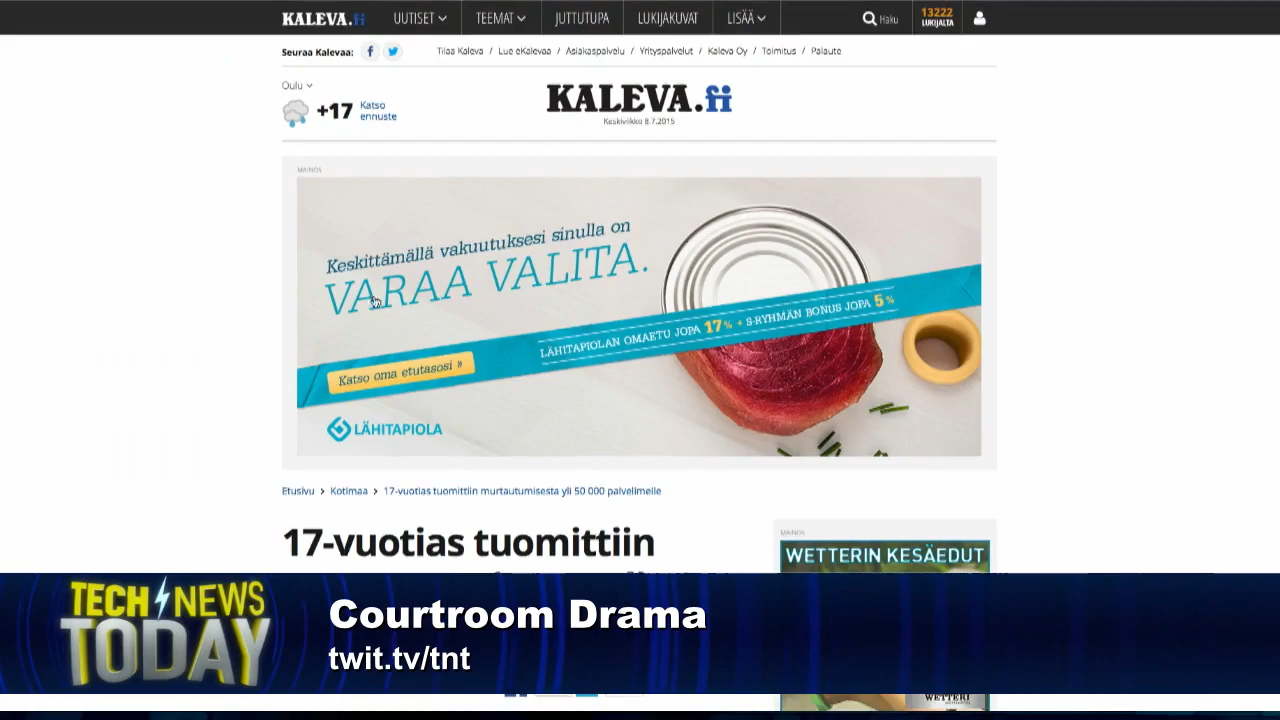 KALEVA.fi UUTISET TEEMAT JUTTUTUPA LUKIJAKUVAT LISÄÄ Haku 13222 LUKIJALTA
Seuraa Kalevaa: Tilaa Kaleva / Lue eKalevaa / Asiakaspalvelu / Yrityspalvelut / Kaleva Oy / Toimitus / Palaute
Oulu
+17 Katso ennuste
KALEVA.fi
Keskiviikko 8.7.2015
MAINOS
Keskittämällä vakuutuksesi sinulla on
VARAA VALITA.
LÄHITAPIOLAN OMAETU JOPA 17% + S-RYHMÄN BONUS JOPA 5%
Katso oma etutasosi »
LÄHITAPIOLA
Etusivu > Kotimaa > 17-vuotias tuomittiin murtautumisesta yli 50 000 palvelimelle
17-vuotias tuomittiin
MAINOS
WETTERIN KESÄEDUT
TECH NEWS
TODAY
Courtroom Drama
twit.tv/tnt
WETTERI